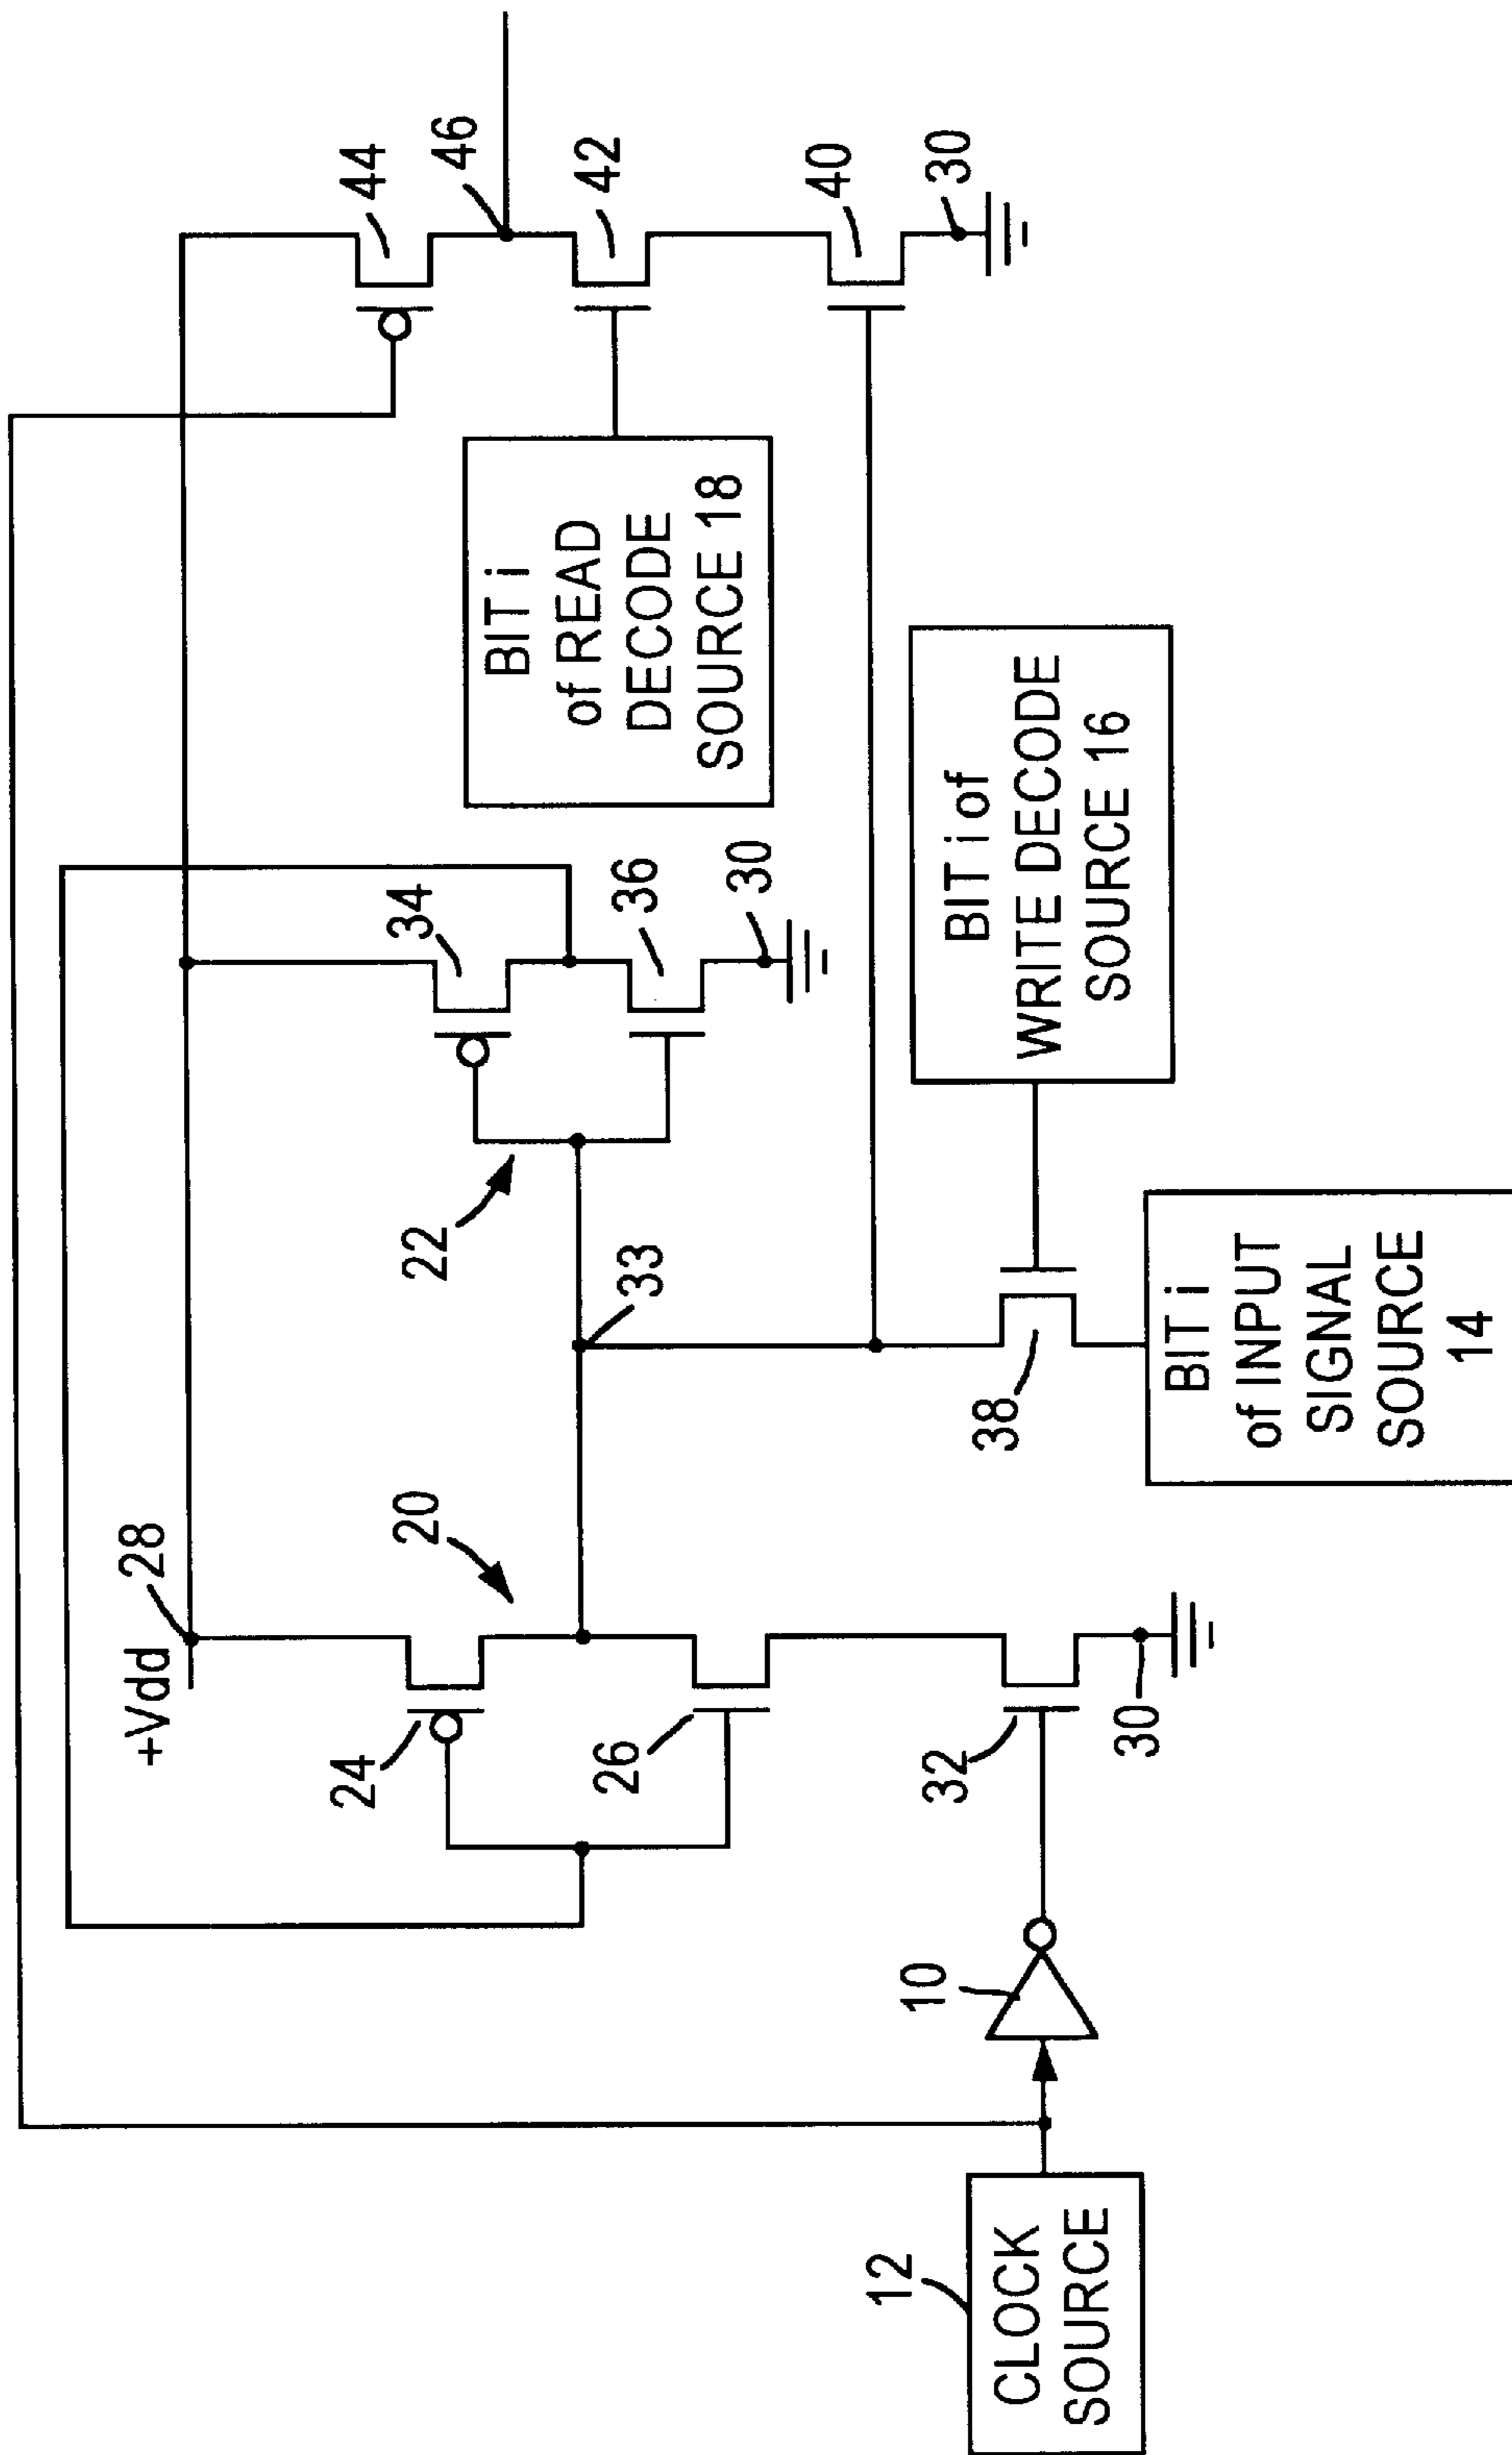 +Vdd
28
20
24
26
32
30
10
12
CLOCK
SOURCE
22
34
36
30
33
38
BIT i
of INPUT
SIGNAL
SOURCE
14
BIT i of
WRITE DECODE
SOURCE 16
BIT i
of READ
DECODE
SOURCE 18
44
46
42
40
30